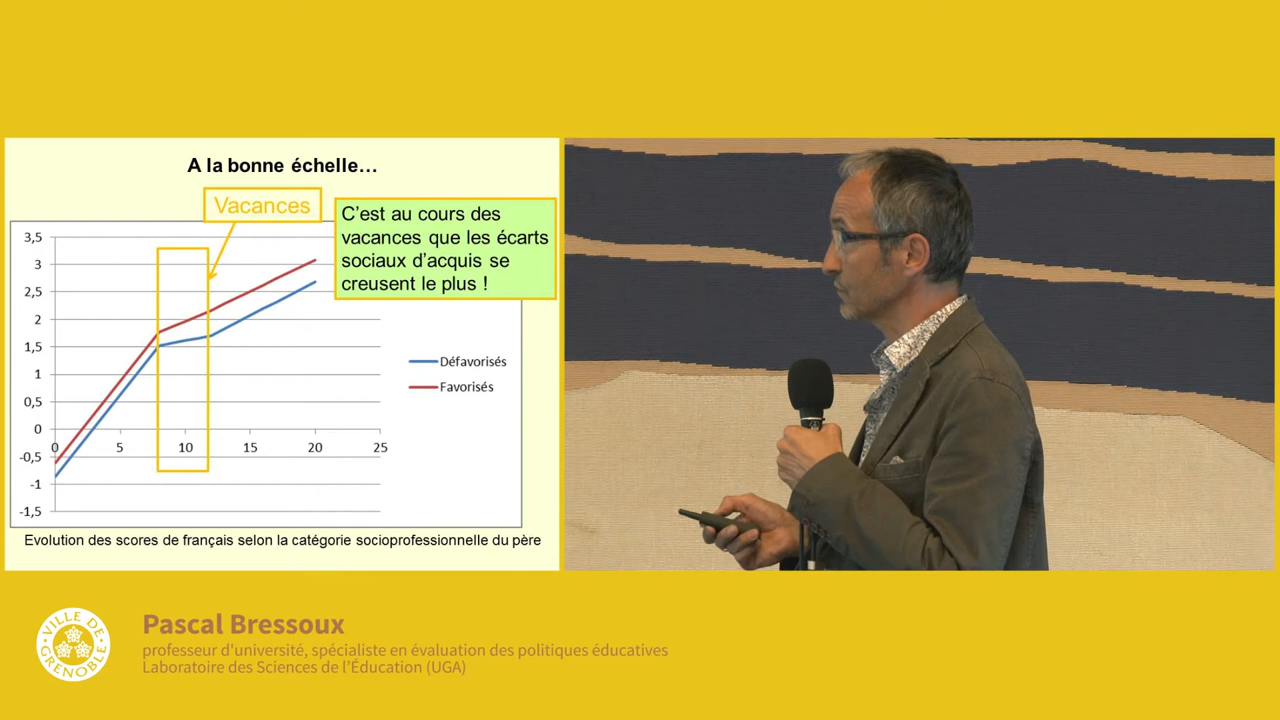 A la bonne échelle…
Vacances
C'est au cours des
vacances que les écarts
sociaux d'acquis se
creusent le plus !
3,5
3
2,5
2
1,5
1
0,5
0
-0,5
-1
-1,5
0 5 10 15 20 25
Défavorisés
Favorisés
Evolution des scores de français selon la catégorie socioprofessionnelle du père
VILLE DE GRENOBLE
Pascal Bressoux
professeur d'université, spécialiste en évaluation des politiques éducatives
Laboratoire des Sciences de l'Éducation (UGA)